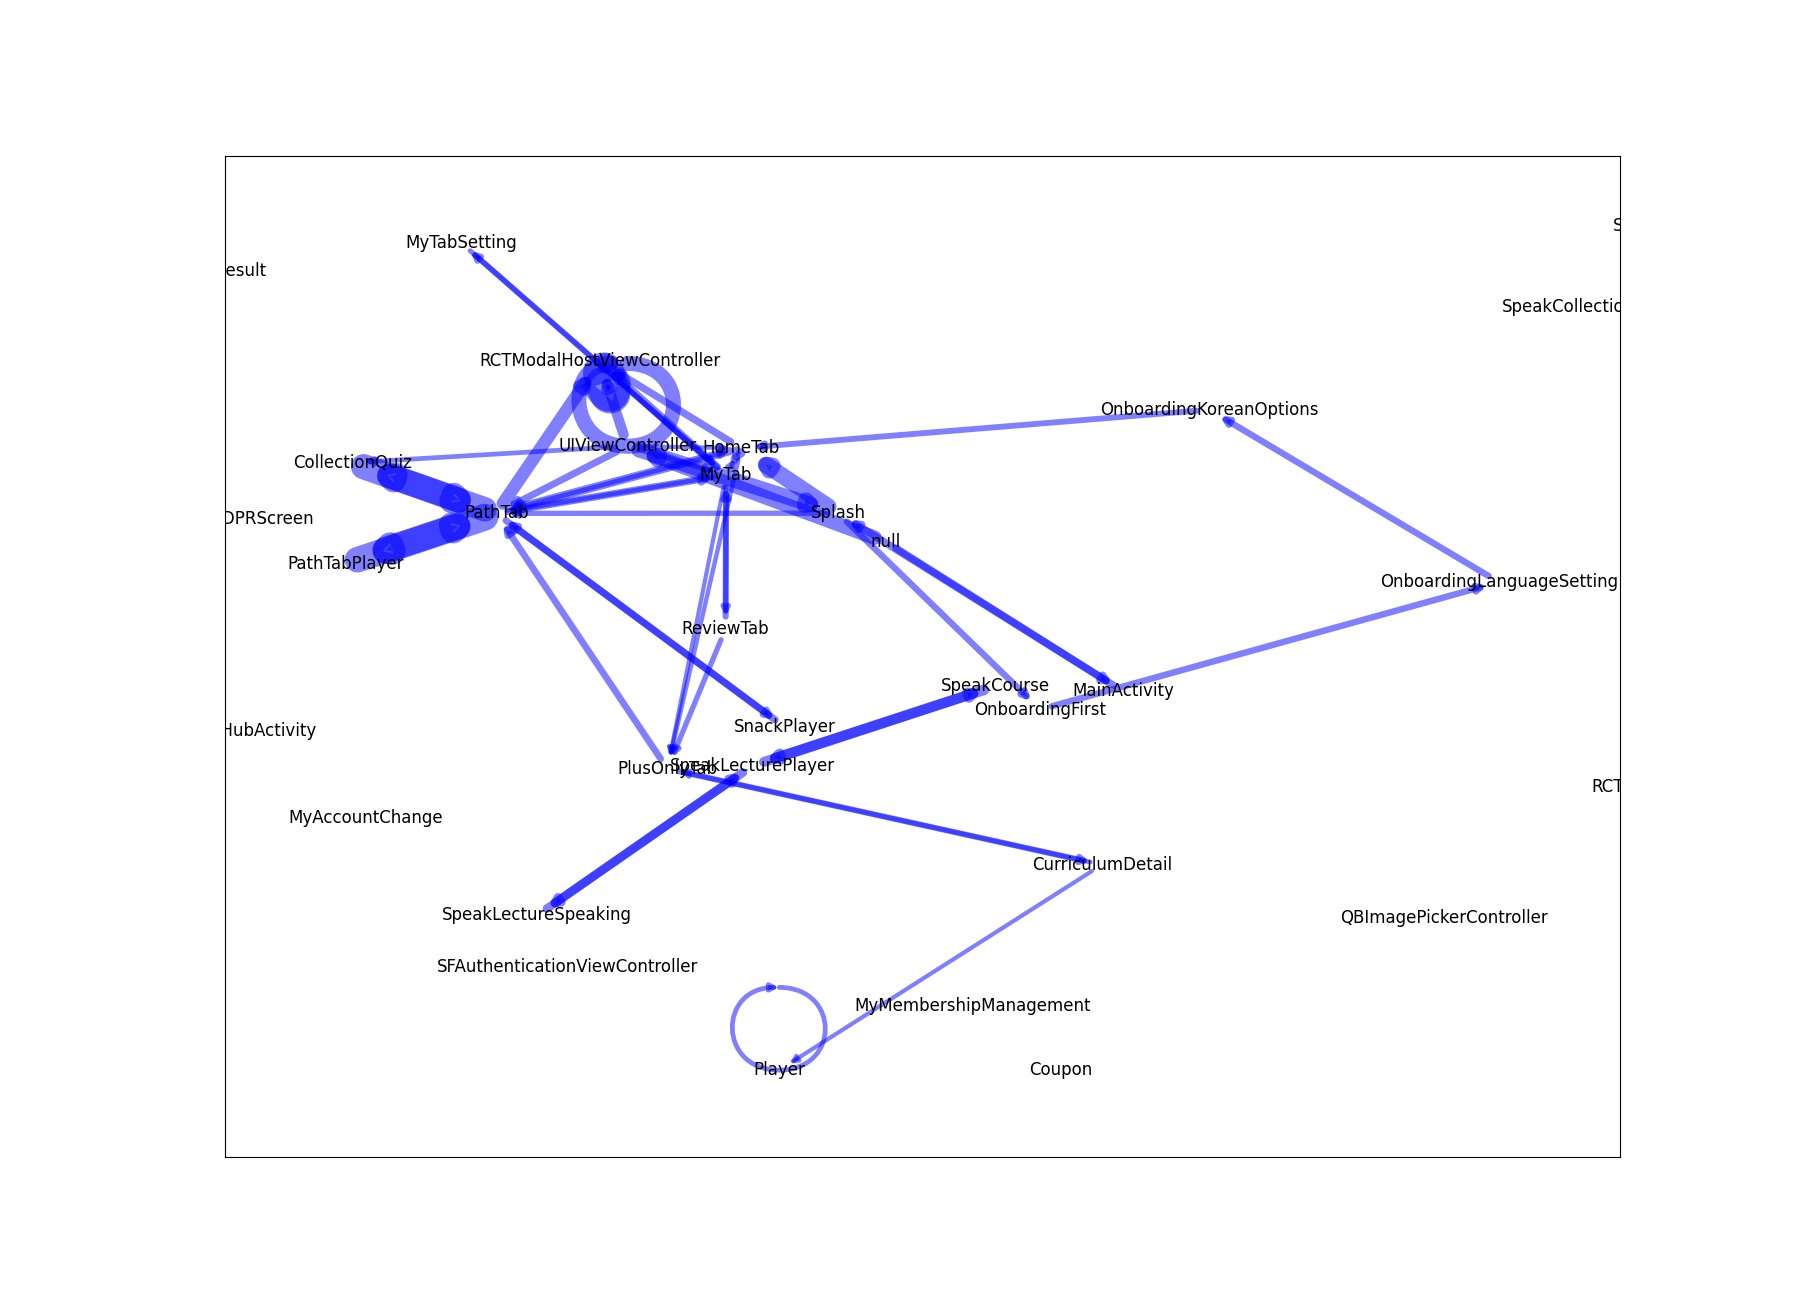 S
MyTabSetting
esult
SpeakCollectic
RCTModalHostViewController
OnboardingKoreanOptions
UIViewController
HomeTab
CollectionQuiz
MyTab
PathTab
Splash
DPRScreen
null
PathTabPlayer
OnboardingLanguageSetting
ReviewTab
SpeakCourse
MainActivity
OnboardingFirst
SnackPlayer
HubActivity
PlusOnlyTab
SpeakLecturePlayer
RCT
MyAccountChange
CurriculumDetail
SpeakLectureSpeaking
QBImagePickerController
SFAuthenticationViewController
MyMembershipManagement
Player
Coupon